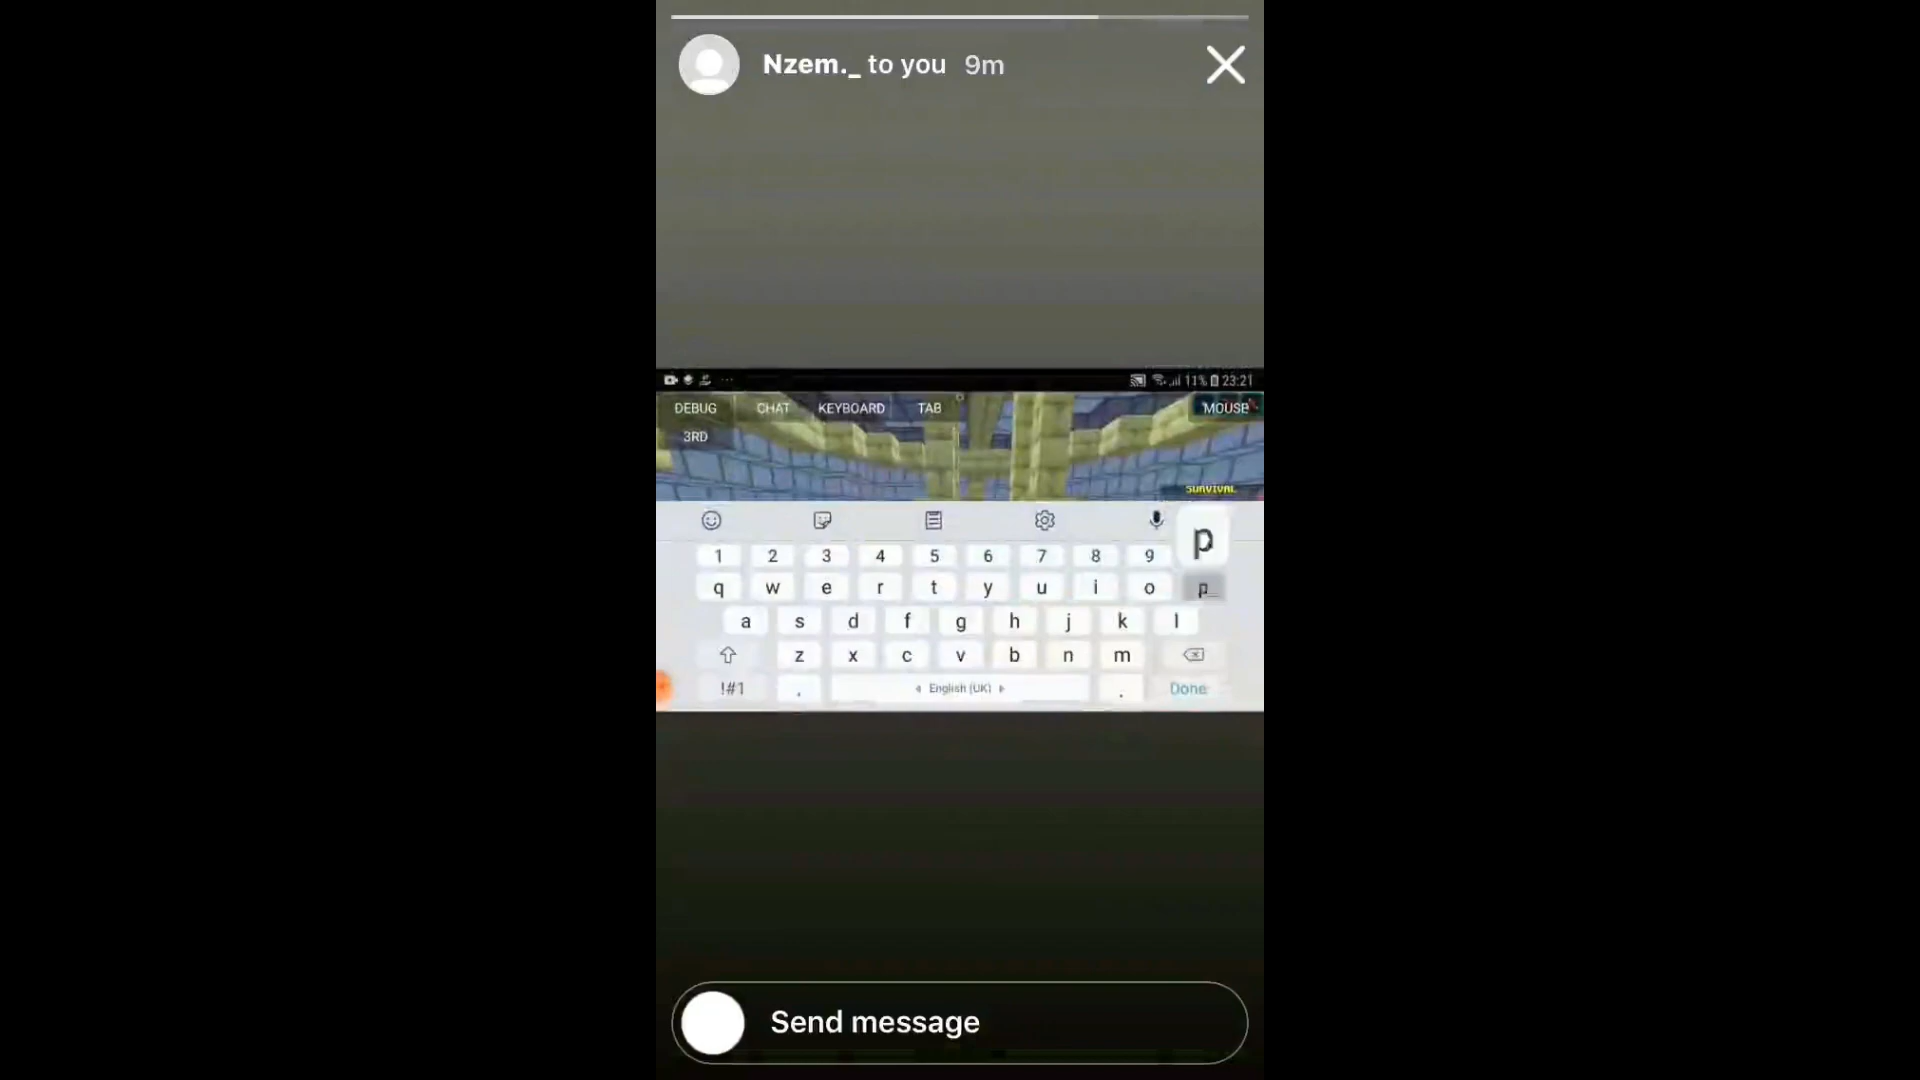 Nzem._ to you 9m
11% 23:21
DEBUG CHAT KEYBOARD TAB MOUSE
3RD
SURVIVAL
p
1 2 3 4 5 6 7 8 9
q w e r t y u i o p
a s d f g h j k l
z x c v b n m
!#1 , English (UK) . Done
Send message